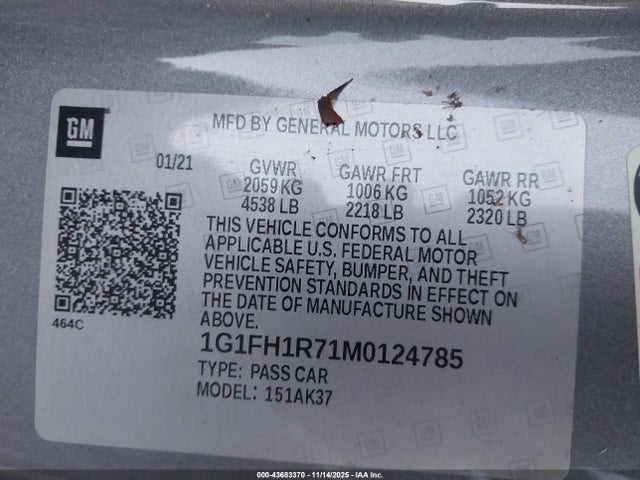 GM
MFD BY GENERAL MOTORS LLC
01/21
GVWR GAWR FRT GAWR RR
2059 KG 1006 KG 1052 KG
4538 LB 2218 LB 2320 LB
THIS VEHICLE CONFORMS TO ALL
APPLICABLE U.S. FEDERAL MOTOR
VEHICLE SAFETY, BUMPER, AND THEFT
PREVENTION STANDARDS IN EFFECT ON
THE DATE OF MANUFACTURE SHOWN
ABOVE.
464C
1G1FH1R71M0124785
TYPE: PASS CAR
MODEL: 151AK37
000-43683370 - 11/14/2025 - IAA Inc.